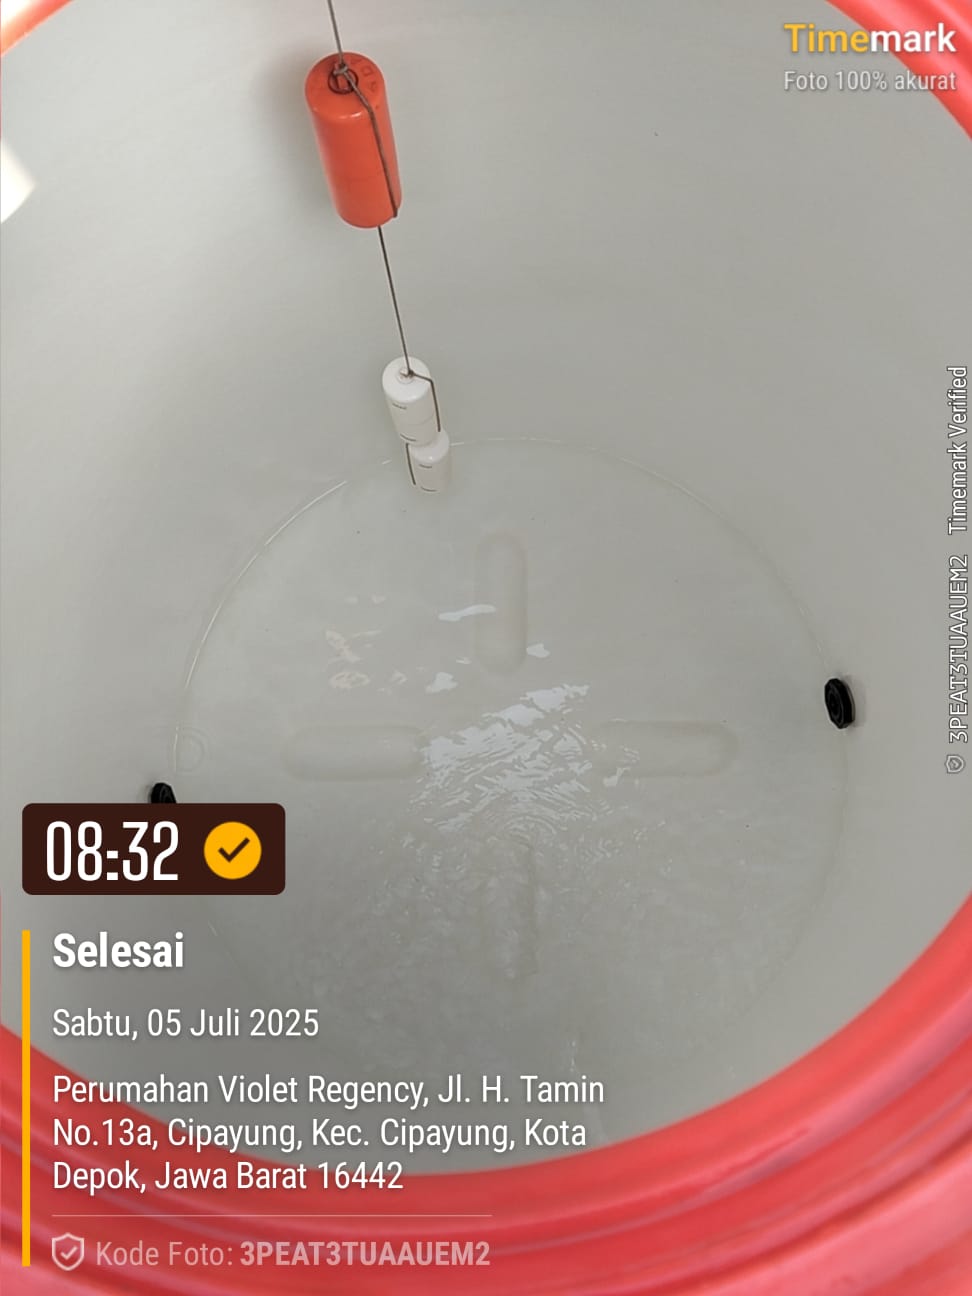 Timemark
Foto 100% akurat
3PEAT3TUAAUEM2 Timemark Verified
08:32
Selesai
Sabtu, 05 Juli 2025
Perumahan Violet Regency, Jl. H. Tamin
No.13a, Cipayung, Kec. Cipayung, Kota
Depok, Jawa Barat 16442
Kode Foto: 3PEAT3TUAAUEM2